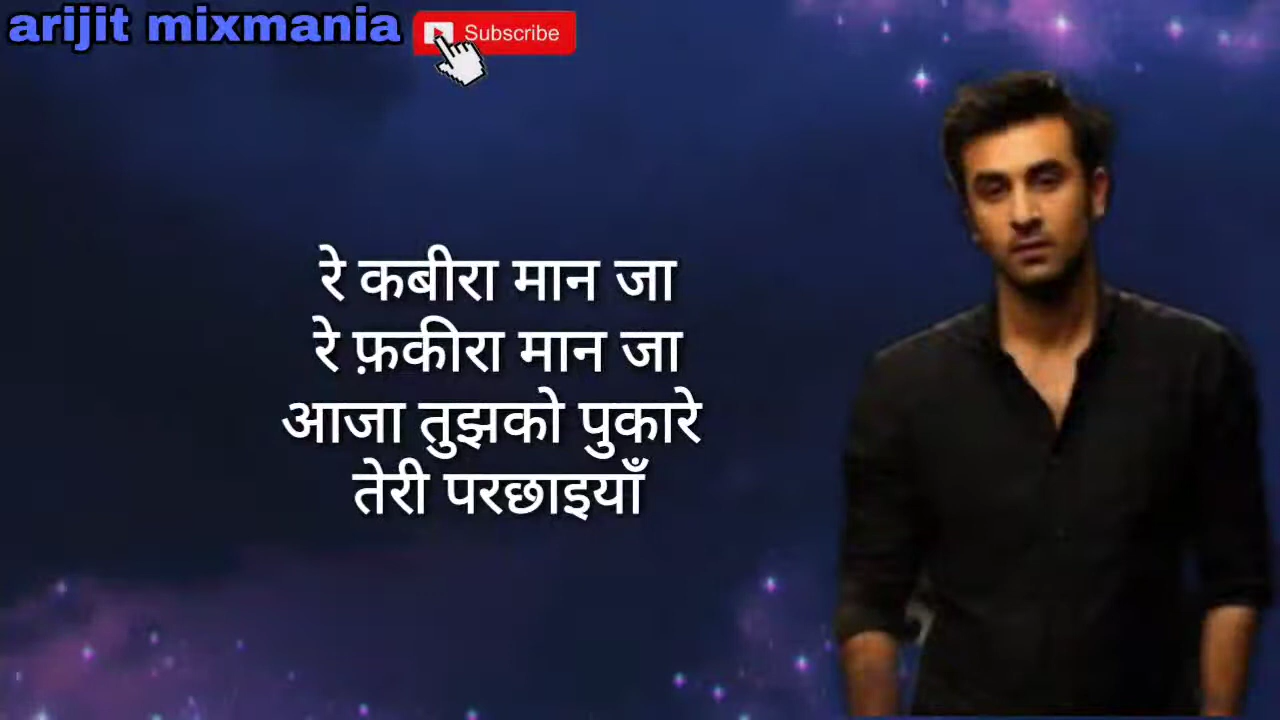 arijit mixmania
Subscribe
रे कबीरा मान जा
रे फ़कीरा मान जा
आजा तुझको पुकारे
तेरी परछाइयाँ